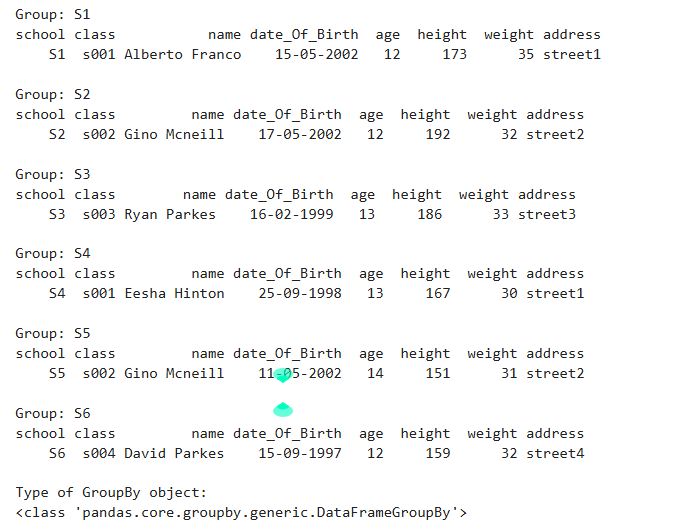 Group: S1
school class name date_Of_Birth age height weight address
S1 s001 Alberto Franco 15-05-2002 12 173 35 street1
Group: S2
school class name date_Of_Birth age height weight address
S2 s002 Gino Mcneill 17-05-2002 12 192 32 street2
Group: S3
school class name date_Of_Birth age height weight address
S3 s003 Ryan Parkes 16-02-1999 13 186 33 street3
Group: S4
school class name date_Of_Birth age height weight address
S4 s001 Eesha Hinton 25-09-1998 13 167 30 street1
Group: S5
school class name date_Of_Birth age height weight address
S5 s002 Gino Mcneill 11-05-2002 14 151 31 street2
Group: S6
school class name date_Of_Birth age height weight address
S6 s004 David Parkes 15-09-1997 12 159 32 street4
Type of GroupBy object:
<class 'pandas.core.groupby.generic.DataFrameGroupBy'>